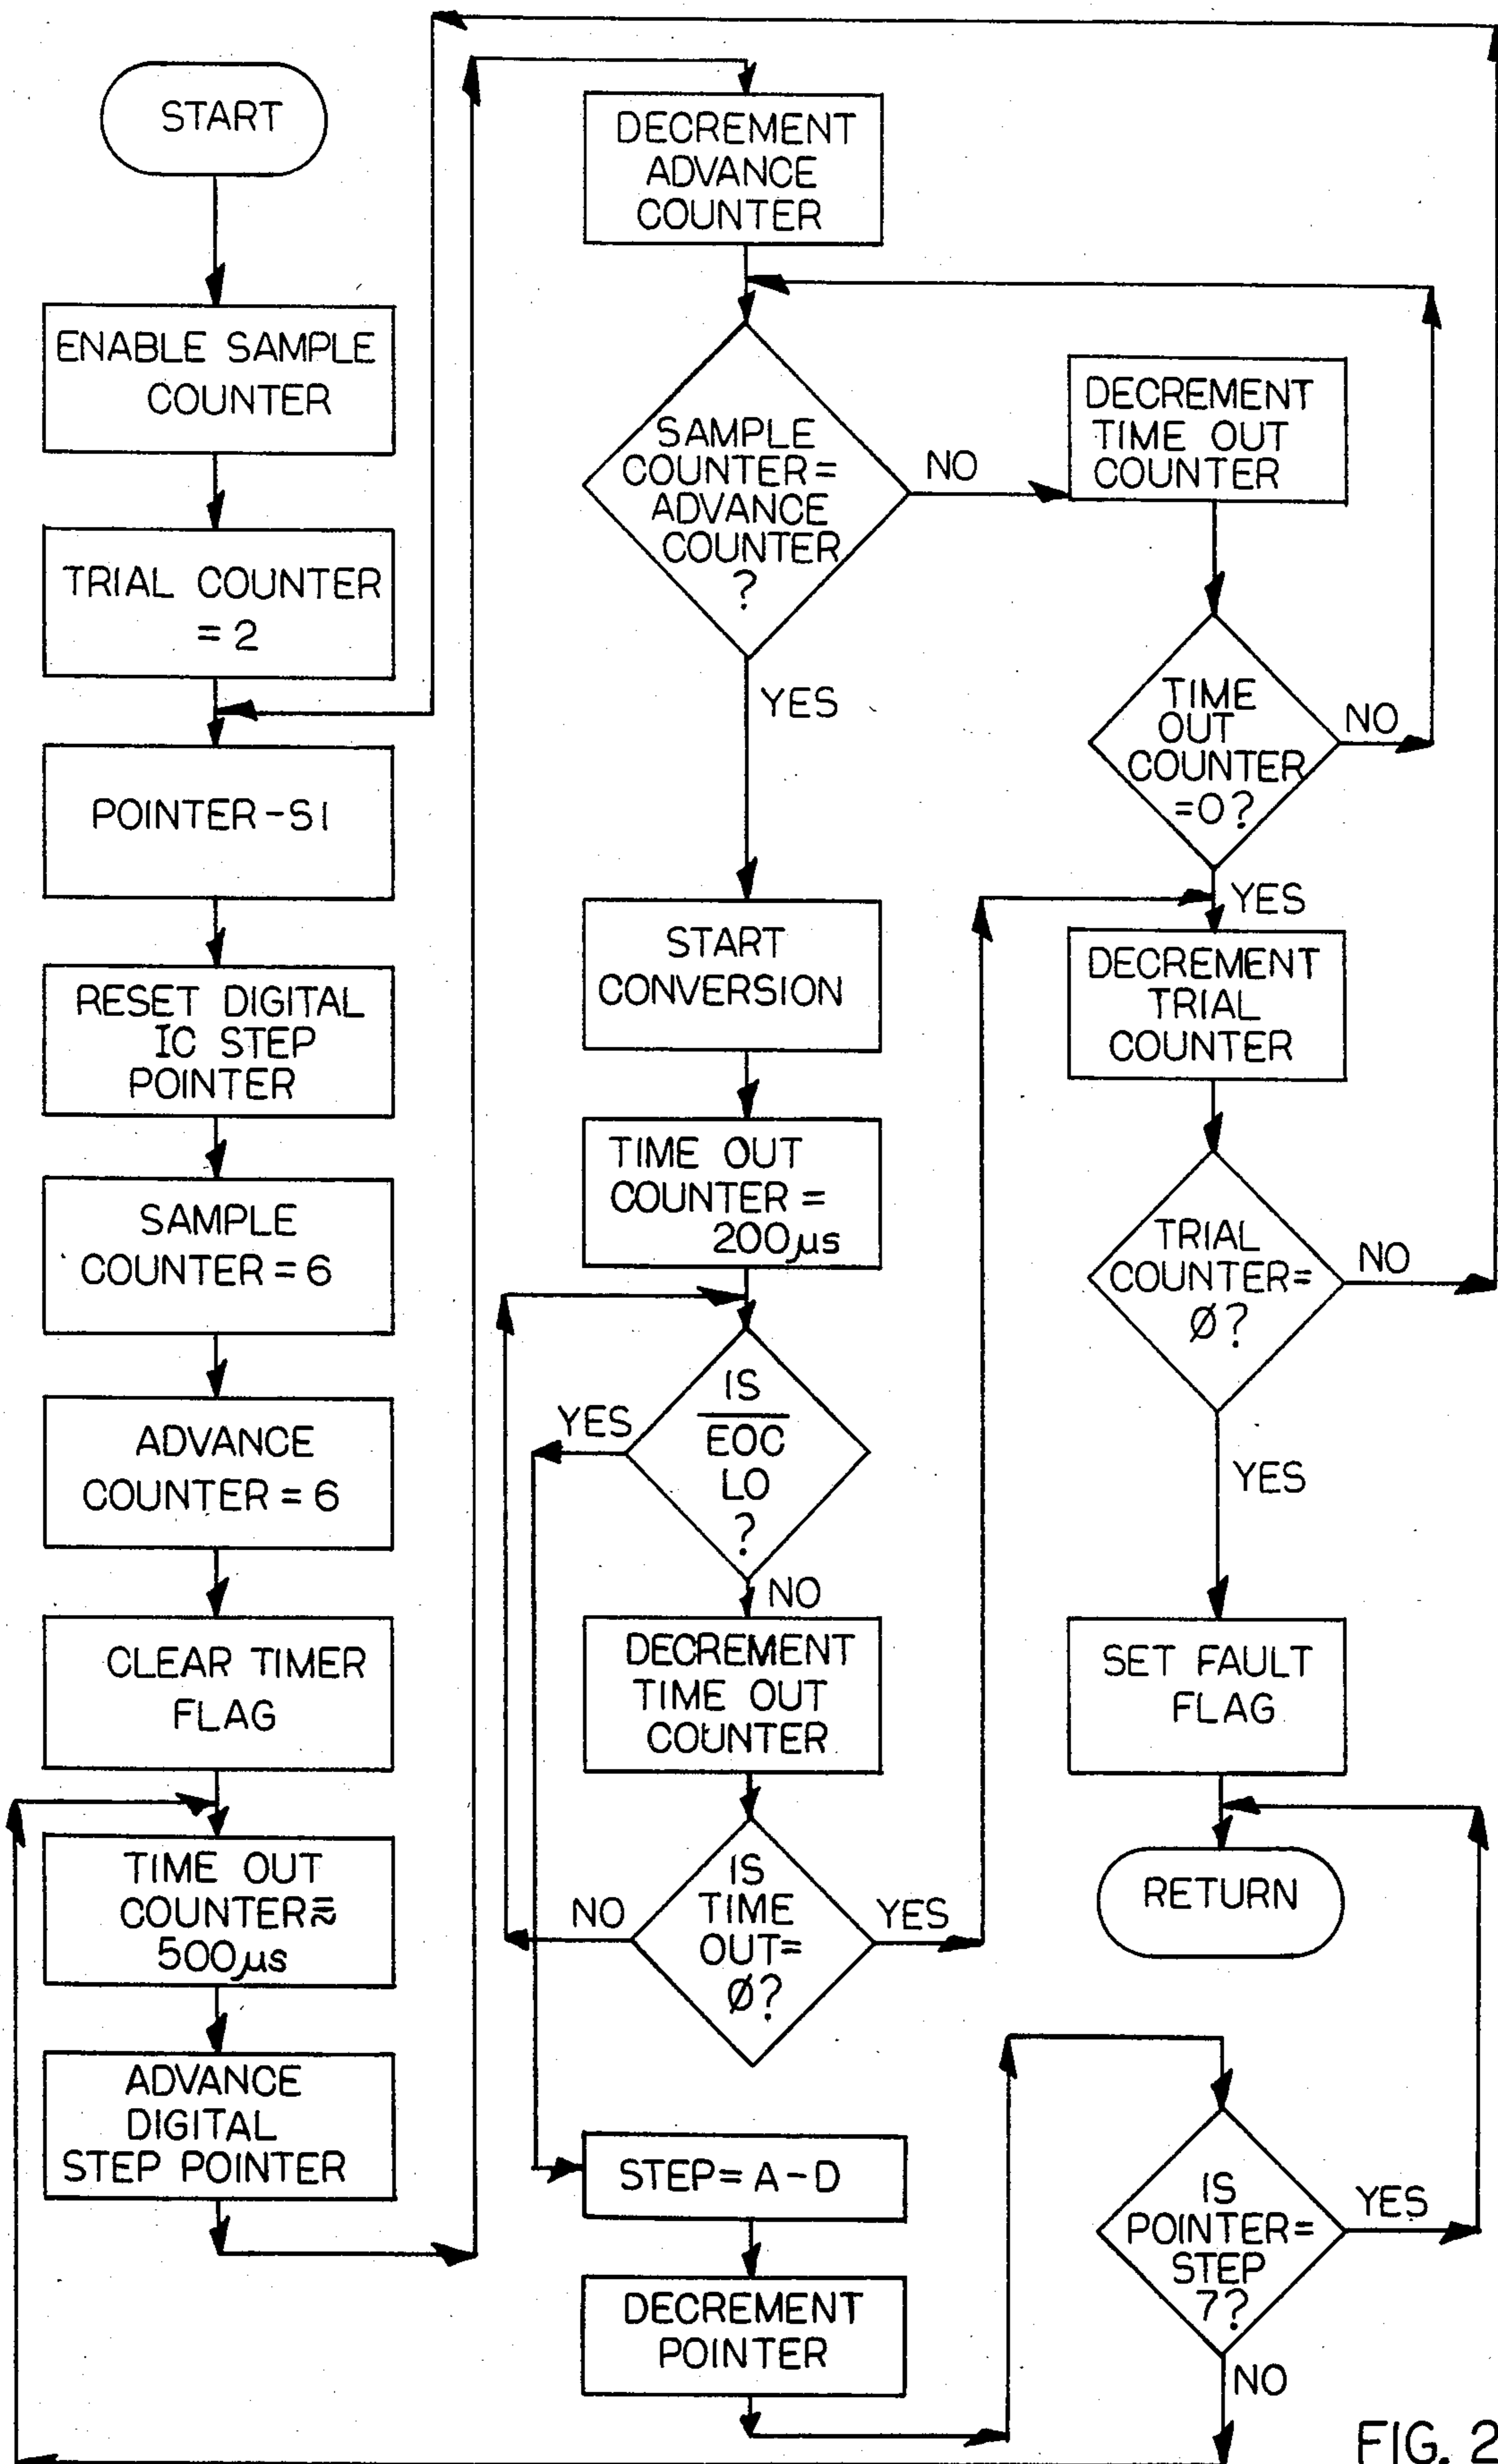 START
ENABLE SAMPLE
COUNTER
TRIAL COUNTER
= 2
POINTER-S1
RESET DIGITAL
IC STEP
POINTER
SAMPLE
COUNTER = 6
ADVANCE
COUNTER = 6
CLEAR TIMER
FLAG
TIME OUT
COUNTER ≅
500µs
ADVANCE
DIGITAL
STEP POINTER
DECREMENT
ADVANCE
COUNTER
SAMPLE
COUNTER =
ADVANCE
COUNTER
?
NO
YES
START
CONVERSION
TIME OUT
COUNTER =
200µs
IS
E̅O̅C̅
LO
?
YES
NO
DECREMENT
TIME OUT
COUNTER
IS
TIME
OUT=
Ø?
NO
YES
STEP= A-D
DECREMENT
POINTER
DECREMENT
TIME OUT
COUNTER
TIME
OUT
COUNTER
=0?
NO
YES
DECREMENT
TRIAL
COUNTER
TRIAL
COUNTER=
Ø?
NO
YES
SET FAULT
FLAG
RETURN
IS
POINTER=
STEP
7?
YES
NO
FIG. 2